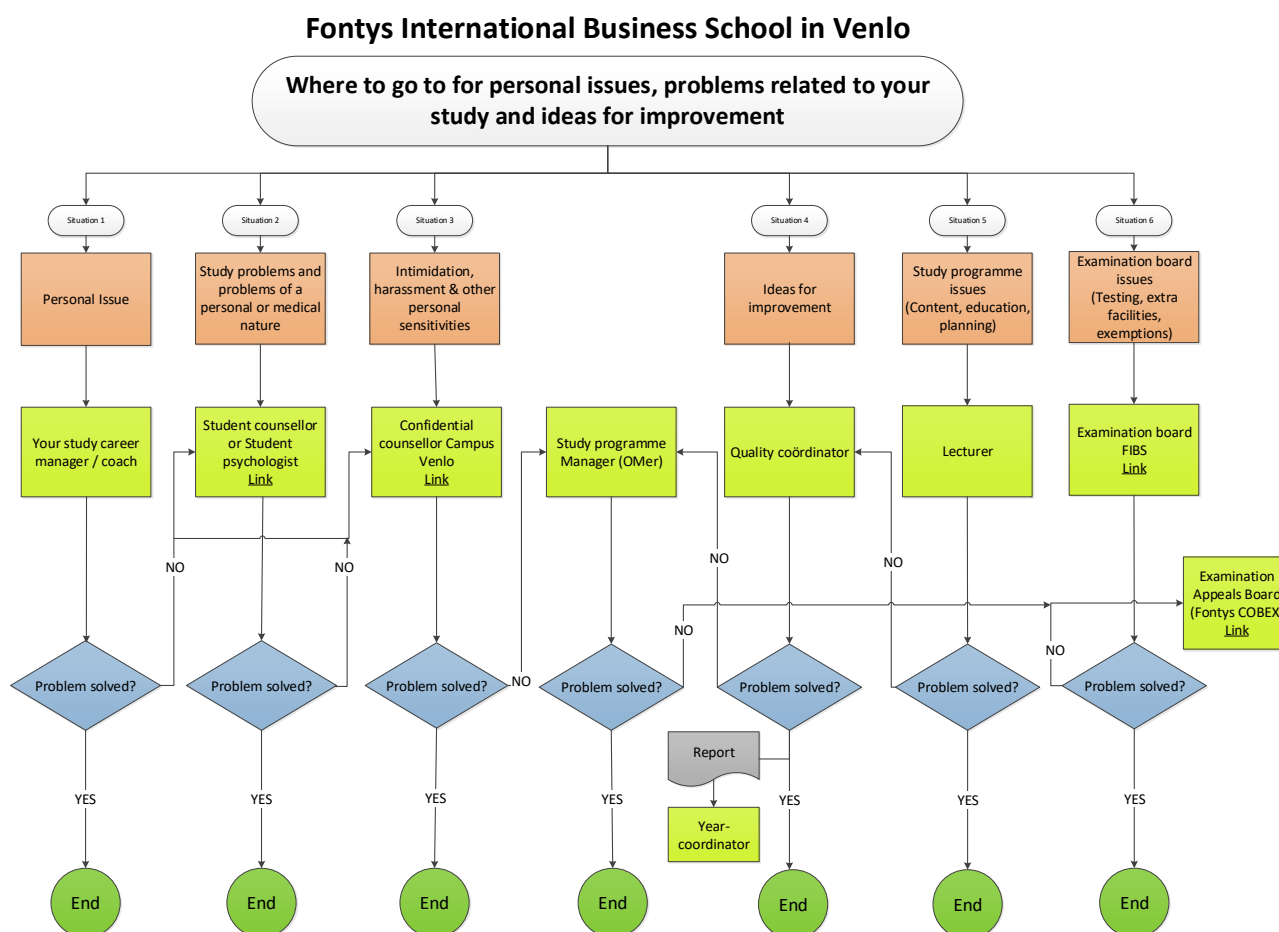 Fontys International Business School in Venlo
Where to go to for personal issues, problems related to your
study and ideas for improvement
Situation 1
Situation 2
Situation 3
Situation 4
Situation 5
Situation 6
Personal Issue
Study problems and
problems of a
personal or medical
nature
Intimidation,
harassment & other
personal
sensitivities
Ideas for
improvement
Study programme
issues
(Content, education,
planning)
Examination board
issues
(Testing, extra
facilities,
exemptions)
Your study career
manager / coach
Student counsellor
or Student
psychologist
Link
Confidential
counsellor Campus
Venlo
Link
Study programme
Manager (OMer)
Quality coördinator
Lecturer
Examination board
FIBS
Link
NO
NO
NO
NO
Examination
Appeals Board
(Fontys COBEX)
Link
NO
NO
Problem solved?
Problem solved?
Problem solved?
NO
Problem solved?
Problem solved?
Problem solved?
Problem solved?
Report
YES
YES
YES
YES
YES
YES
YES
Year-
coordinator
End
End
End
End
End
End
End